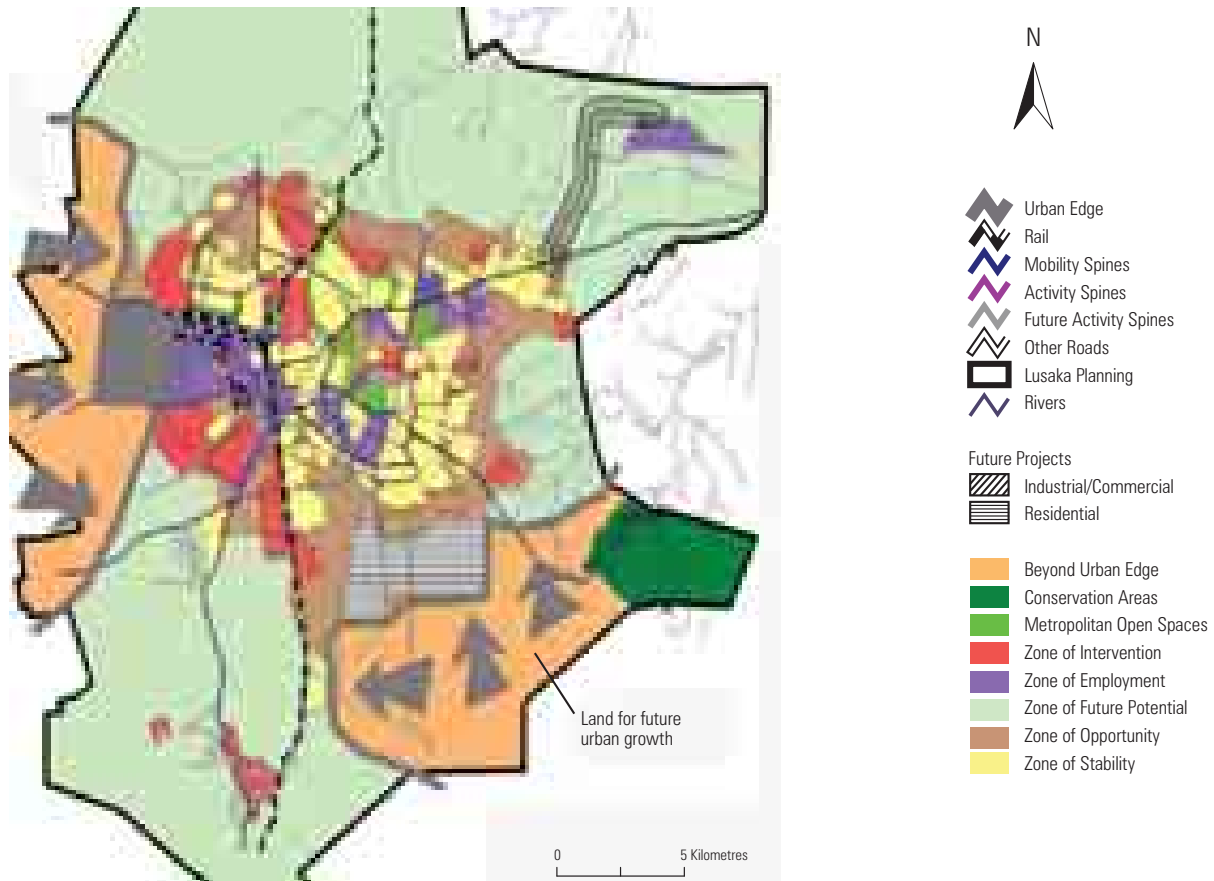 N
Urban Edge
Rail
Mobility Spines
Activity Spines
Future Activity Spines
Other Roads
Lusaka Planning
Rivers
Future Projects
Industrial/Commercial
Residential
Beyond Urban Edge
Conservation Areas
Metropolitan Open Spaces
Zone of Intervention
Zone of Employment
Zone of Future Potential
Zone of Opportunity
Zone of Stability
Land for future
urban growth
0 5 Kilometres